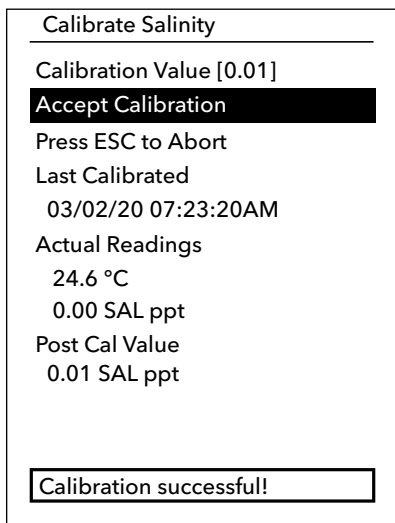 Calibrate Salinity
Calibration Value [0.01]
Accept Calibration
Press ESC to Abort
Last Calibrated
03/02/20 07:23:20AM
Actual Readings
24.6 °C
0.00 SAL ppt
Post Cal Value
0.01 SAL ppt
Calibration successful!